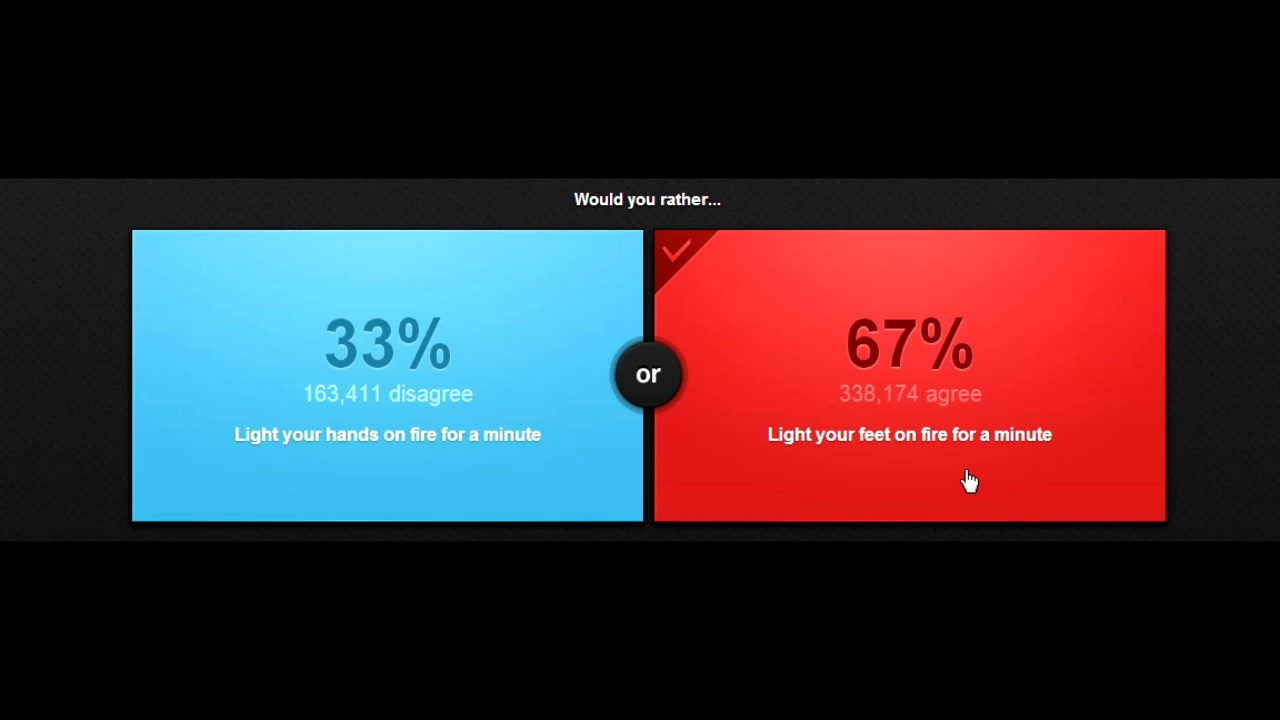 Would you rather...
33%
163,411 disagree
Light your hands on fire for a minute
or
67%
338,174 agree
Light your feet on fire for a minute